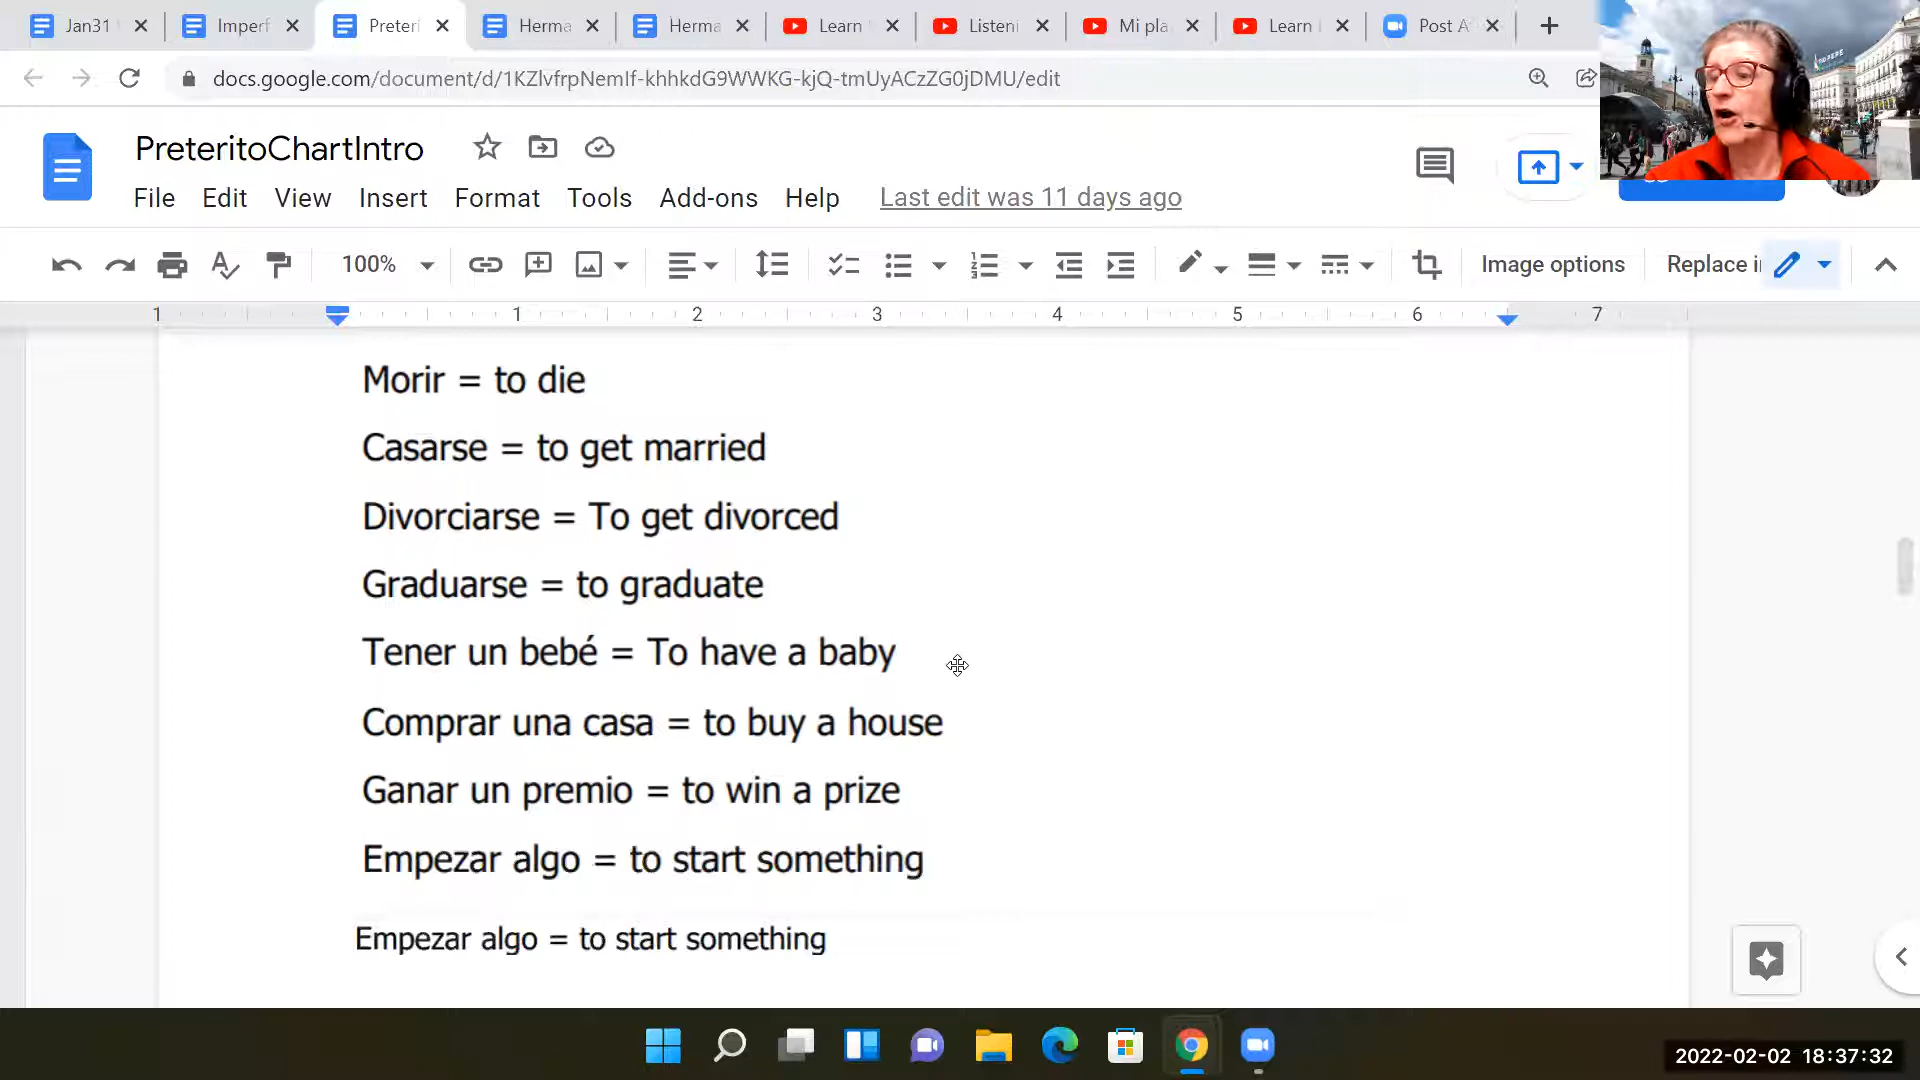 Jan31
Imperf
Preteri
Herma
Herma
Learn
Listeni
Mi pla
Learn
Post A
docs.google.com/document/d/1KZlvfrpNemIf-khhkdG9WWKG-kjQ-tmUyACzZG0jDMU/edit
PreteritoChartIntro
File Edit View Insert Format Tools Add-ons Help Last edit was 11 days ago
100% Image options Replace i
1 1 2 3 4 5 6 7
Morir = to die
Casarse = to get married
Divorciarse = To get divorced
Graduarse = to graduate
Tener un bebé = To have a baby
Comprar una casa = to buy a house
Ganar un premio = to win a prize
Empezar algo = to start something
Empezar algo = to start something
2022-02-02 18:37:32